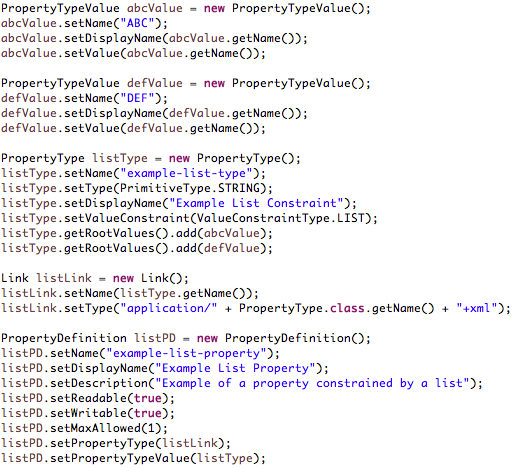 PropertyTypeValue abcValue = new PropertyTypeValue();
abcValue.setName("ABC");
abcValue.setDisplayName(abcValue.getName());
abcValue.setValue(abcValue.getName());

PropertyTypeValue defValue = new PropertyTypeValue();
defValue.setName("DEF");
defValue.setDisplayName(defValue.getName());
defValue.setValue(defValue.getName());

PropertyType listType = new PropertyType();
listType.setName("example-list-type");
listType.setType(PrimitiveType.STRING);
listType.setDisplayName("Example List Constraint");
listType.setValueConstraint(ValueConstraintType.LIST);
listType.getRootValues().add(abcValue);
listType.getRootValues().add(defValue);

Link listLink = new Link();
listLink.setName(listType.getName());
listLink.setType("application/" + PropertyType.class.getName() + "+xml");

PropertyDefinition listPD = new PropertyDefinition();
listPD.setName("example-list-property");
listPD.setDisplayName("Example List Property");
listPD.setDescription("Example of a property constrained by a list");
listPD.setReadable(true);
listPD.setWritable(true);
listPD.setMaxAllowed(1);
listPD.setPropertyType(listLink);
listPD.setPropertyTypeValue(listType);